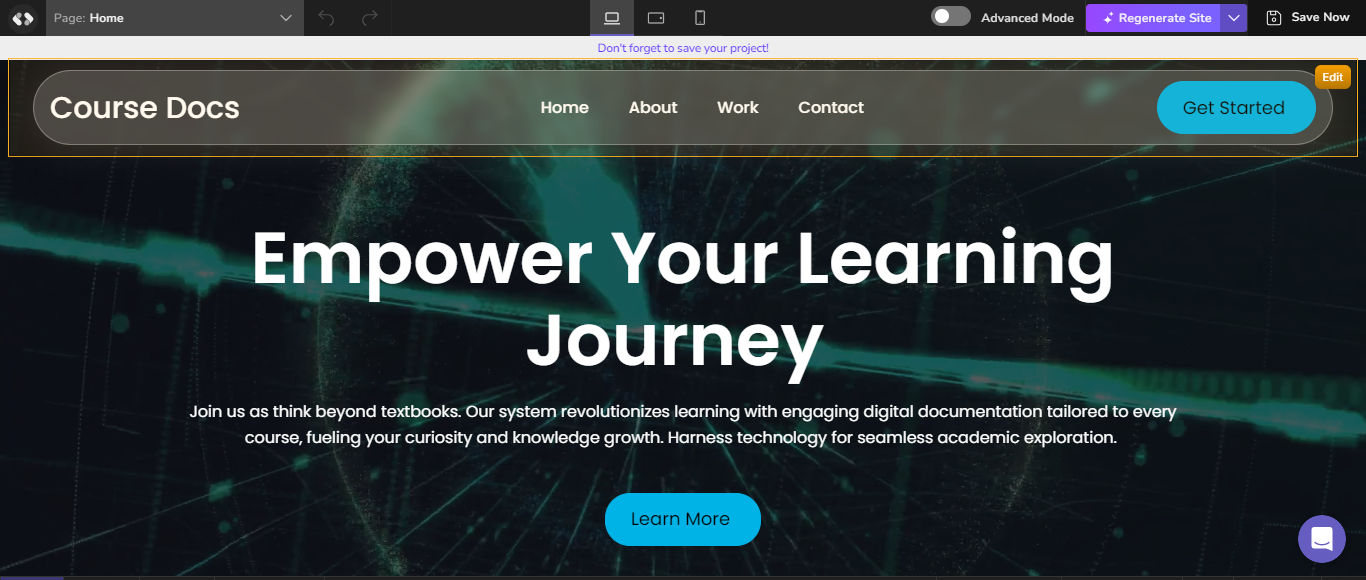 Page: Home
Advanced Mode
Regenerate Site
Save Now
Don't forget to save your project!
Edit
Course Docs
Home
About
Work
Contact
Get Started
Empower Your Learning
Journey
Join us as think beyond textbooks. Our system revolutionizes learning with engaging digital documentation tailored to every
course, fueling your curiosity and knowledge growth. Harness technology for seamless academic exploration.
Learn More